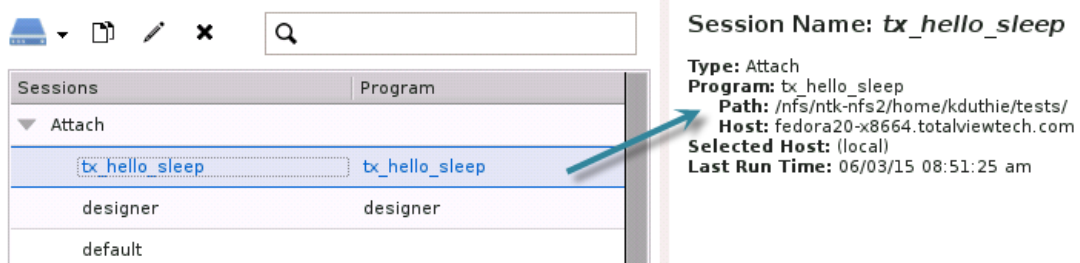 Sessions Program
Attach
tx_hello_sleep tx_hello_sleep
designer designer
default
Session Name: tx_hello_sleep
Type: Attach
Program: tx_hello_sleep
Path: /nfs/ntk-nfs2/home/kduthie/tests/
Host: fedora20-x8664.totalviewtech.com
Selected Host: (local)
Last Run Time: 06/03/15 08:51:25 am